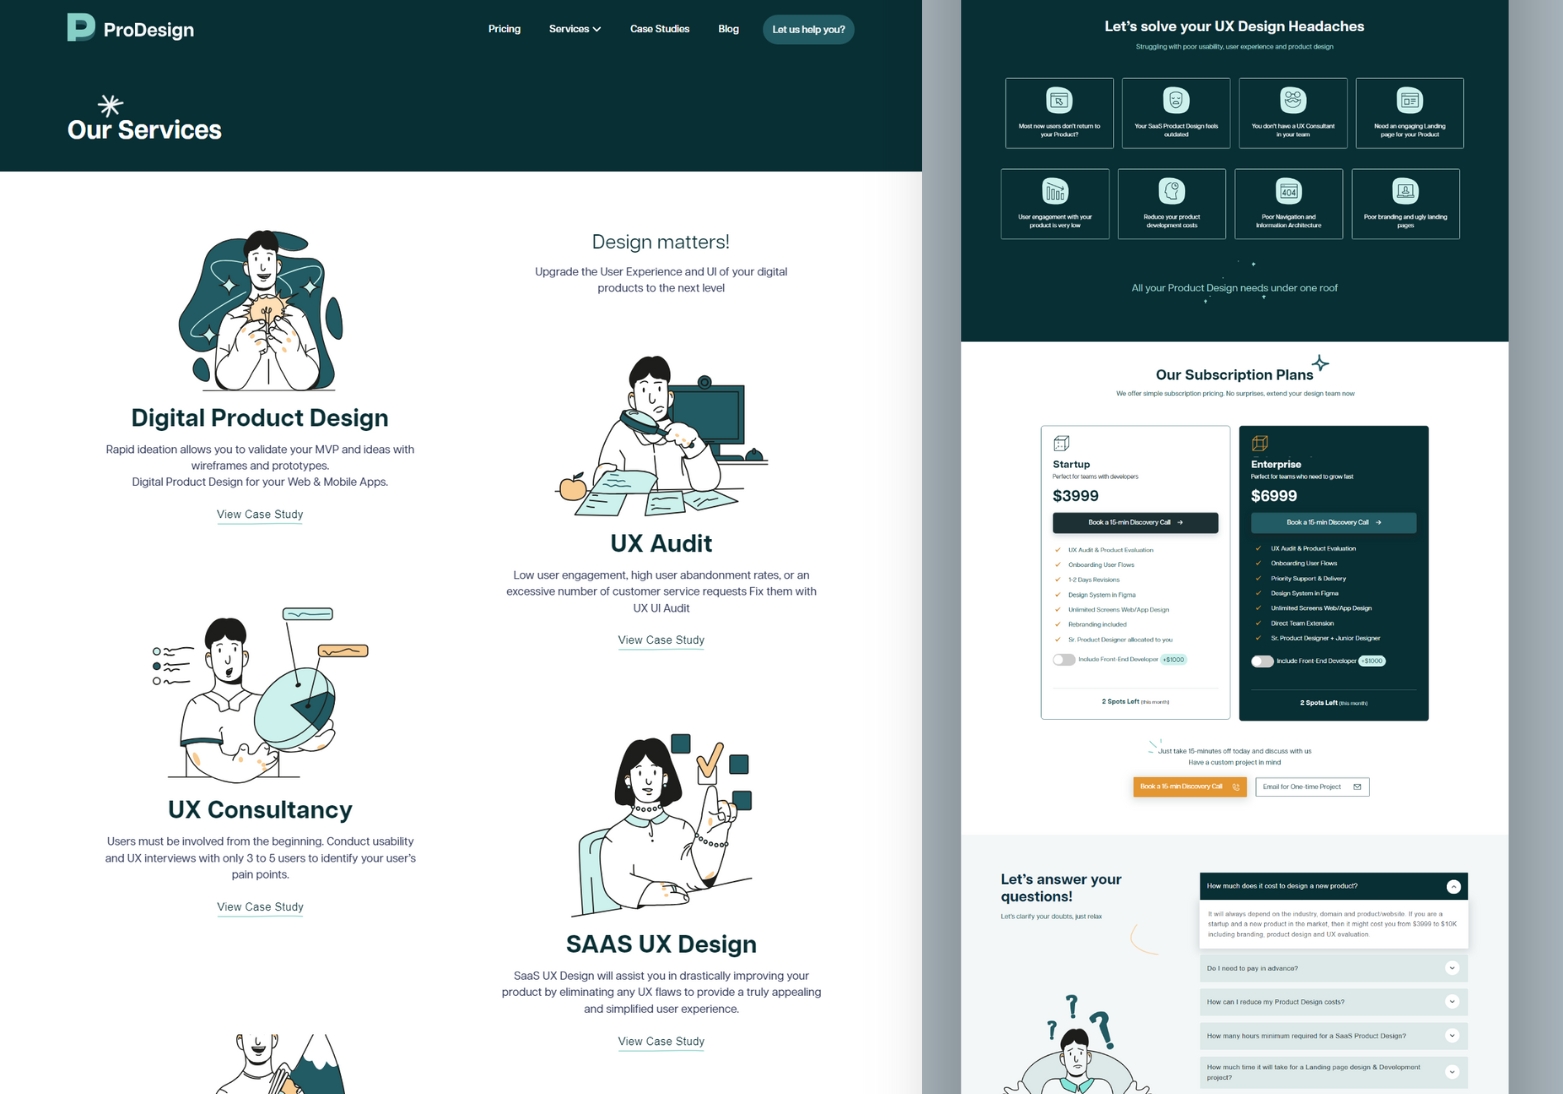 ProDesign
Pricing
Services
Case Studies
Blog
Let us help you?
Our Services
Digital Product Design
Rapid ideation allows you to validate your MVP and ideas with
wireframes and prototypes.
Digital Product Design for your Web & Mobile Apps.
View Case Study
UX Consultancy
Users must be involved from the beginning. Conduct usability
and UX interviews with only 3 to 5 users to identify your user's
pain points.
View Case Study
Design matters!
Upgrade the User Experience and UI of your digital
products to the next level
UX Audit
Low user engagement, high user abandonment rates, or an
excessive number of customer service requests Fix them with
UX UI Audit
View Case Study
SAAS UX Design
SaaS UX Design will assist you in drastically improving your
product by eliminating any UX flaws to provide a truly appealing
and simplified user experience.
View Case Study
Let's solve your UX Design Headaches
Struggling with poor usability, user experience and product design
Most new users don't return to
your Product?
Your SaaS Product Design feels
outdated
You don't have a UX Consultant
in your team
Need an engaging Landing
page for your Product
User engagement with your
product is very low
Reduce your product
development costs
404
Poor Navigation and
Information Architecture
Poor branding and ugly landing
pages
All your Product Design needs under one roof
Our Subscription Plans
We offer simple subscription pricing. No surprises, extend your design team now
Startup
Perfect for teams with developers
$3999
Book a 15-min Discovery Call
UX Audit & Product Evaluation
Onboarding User Flows
1-2 Days Revisions
Design System in Figma
Unlimited Screens Web/App Design
Rebranding included
Sr. Product Designer allocated to you
Include Front-End Developer +$1000
2 Spots Left (this month)
Enterprise
Perfect for teams who need to grow fast
$6999
Book a 15-min Discovery Call
UX Audit & Product Evaluation
Onboarding User Flows
Priority Support & Delivery
Design System in Figma
Unlimited Screens Web/App Design
Direct Team Extension
Sr. Product Designer + Junior Designer
Include Front-End Developer +$1000
2 Spots Left (this month)
Just take 15-minutes off today and discuss with us
Have a custom project in mind
Book a 15-min Discovery Call
Email for One-time Project
Let's answer your
questions!
Let's clarify your doubts, just relax
How much does it cost to design a new product?
It will always depend on the industry, domain and product/website. If you are a
startup and a new product in the market, then it might cost you from $3999 to $10K
including branding, product design and UX evaluation.
Do I need to pay in advance?
How can I reduce my Product Design costs?
How many hours minimum required for a SaaS Product Design?
How much time it will take for a Landing page design & Development
project?